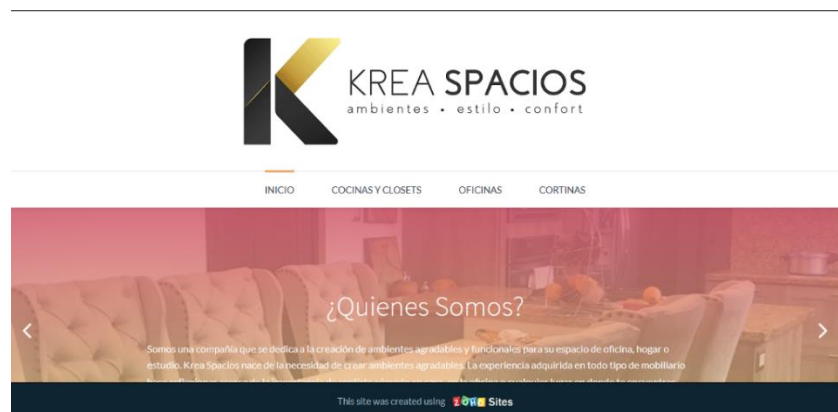 KREA SPACIOS
ambientes • estilo • confort
INICIO COCINAS Y CLOSETS OFICINAS CORTINAS
¿Quienes Somos?
Somos una compañía que se dedica a la creación de ambientes agradables y funcionales para su espacio de oficina, hogar o
estudio. Krea Spacios nace de la necesidad de crear ambientes agradables. La experiencia adquirida en todo tipo de mobiliario
This site was created using ZOHO Sites